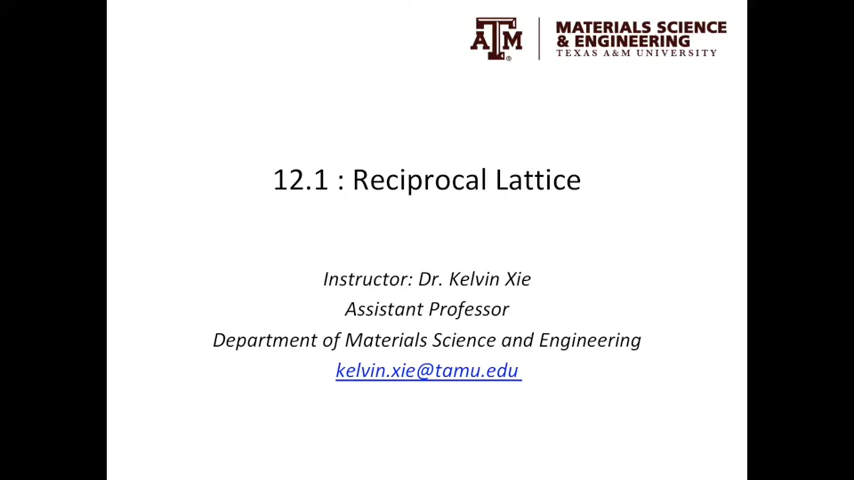 ATM® MATERIALS SCIENCE
& ENGINEERING
TEXAS A&M UNIVERSITY
12.1 : Reciprocal Lattice
Instructor: Dr. Kelvin Xie
Assistant Professor
Department of Materials Science and Engineering
kelvin.xie@tamu.edu